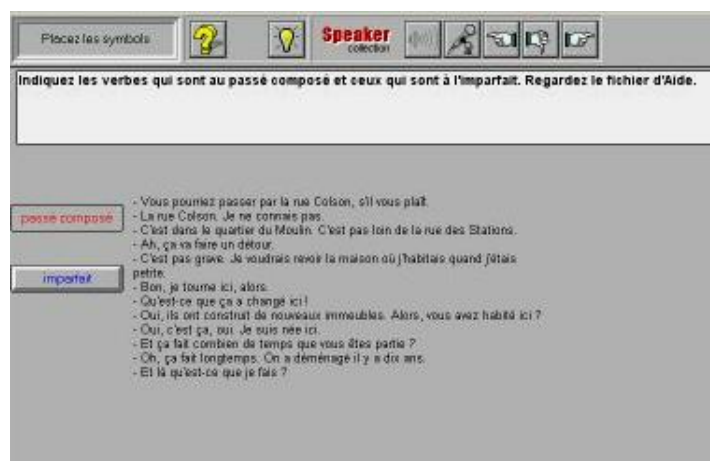 Placez les symbols
Speaker
collection
Indiquez les verbes qui sont au passé composé et ceux qui sont à l'imparfait. Regardez le fichier d'Aide.
passé composé
imparfait
- Vous pourriez passer par la rue Colson, s'il vous plaît.
- La rue Colson. Je ne connais pas.
- C'est dans le quartier du Moulin. C'est pas loin de la rue des Stations.
- Ah, ça va faire un détour.
- C'est pas grave. Je voudrais revoir la maison où j'habitais quand j'étais
petite.
- Bon, je tourne ici, alors.
- Qu'est-ce que ça a changé ici !
- Oui, ils ont construit de nouveaux immeubles. Alors, vous avez habité ici ?
- Oui, c'est ça, oui. Je suis née ici.
- Et ça fait combien de temps que vous êtes partie ?
- Oh, ça fait longtemps. On a déménagé il y a dix ans.
- Et là qu'est-ce que je fais ?